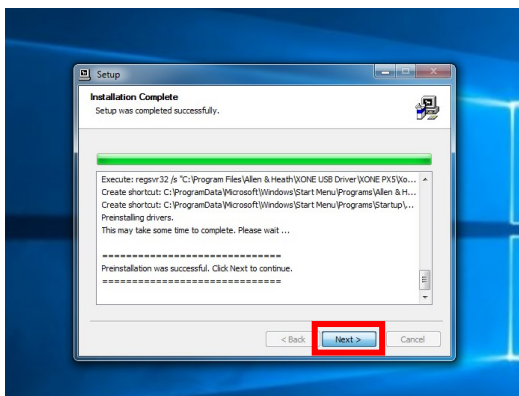 Setup
Installation Complete
Setup was completed successfully.
Execute: regsvr32 /s "C:\Program Files\Allen & Heath\XONE USB Driver\XONE PX5\Xo...
Create shortcut: C:\ProgramData\Microsoft\Windows\Start Menu\Programs\Allen & H...
Create shortcut: C:\ProgramData\Microsoft\Windows\Start Menu\Programs\Startup\...
Preinstalling drivers.
This may take some time to complete. Please wait ...
==============================
Preinstallation was successful. Click Next to continue.
==============================
< Back Next > Cancel